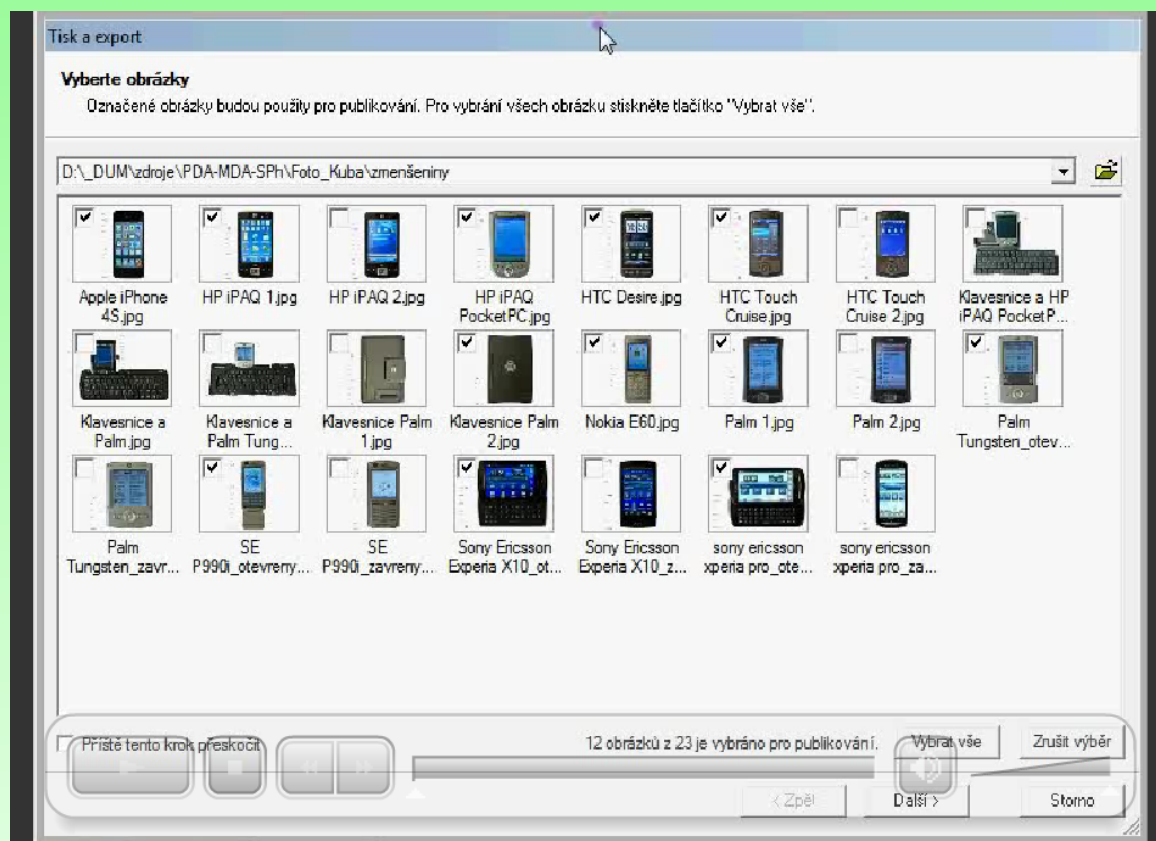 Tisk a export
Vyberte obrázky
Označené obrázky budou použity pro publikování. Pro vybrání všech obrázku stiskněte tlačítko "Vybrat vše".
D:\_DUM\zdroje\PDA-MDA-SPh\Foto_Kuba\zmenšeniny
Apple iPhone
4S.jpg
HP iPAQ 1.jpg
HP iPAQ 2.jpg
HP iPAQ
PocketPC.jpg
HTC Desire.jpg
HTC Touch
Cruise.jpg
HTC Touch
Cruise 2.jpg
Klavesnice a HP
iPAQ PocketP...
Klavesnice a
Palm.jpg
Klavesnice a
Palm Tung...
Klavesnice Palm
1.jpg
Klavesnice Palm
2.jpg
Nokia E60.jpg
Palm 1.jpg
Palm 2.jpg
Palm
Tungsten_otev...
Palm
Tungsten_zavr...
SE
P990i_otevreny...
SE
P990i_zavreny...
Sony Ericsson
Experia X10_ot...
Sony Ericsson
Experia X10_z...
sony ericsson
xperia pro_ote...
sony ericsson
xperia pro_za...
Příště tento krok přeskočit
12 obrázků z 23 je vybráno pro publikování.
Vybrat vše
Zrušit výběr
< Zpět
Další >
Storno